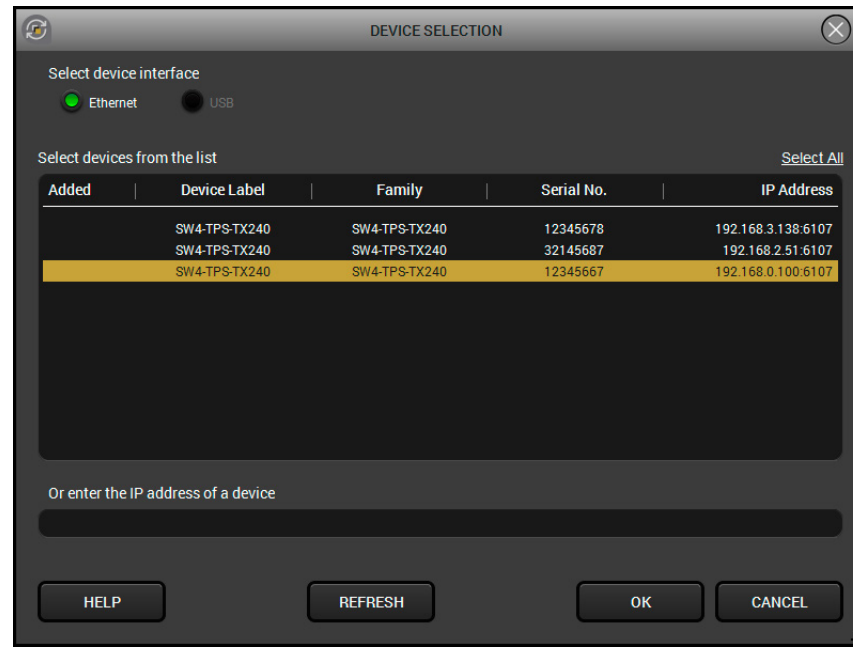 DEVICE SELECTION
Select device interface
Ethernet USB
Select devices from the list Select All
Added Device Label Family Serial No. IP Address
SW4-TPS-TX240 SW4-TPS-TX240 12345678 192.168.3.138:6107
SW4-TPS-TX240 SW4-TPS-TX240 32145687 192.168.2.51:6107
SW4-TPS-TX240 SW4-TPS-TX240 12345667 192.168.0.100:6107
Or enter the IP address of a device
HELP REFRESH OK CANCEL